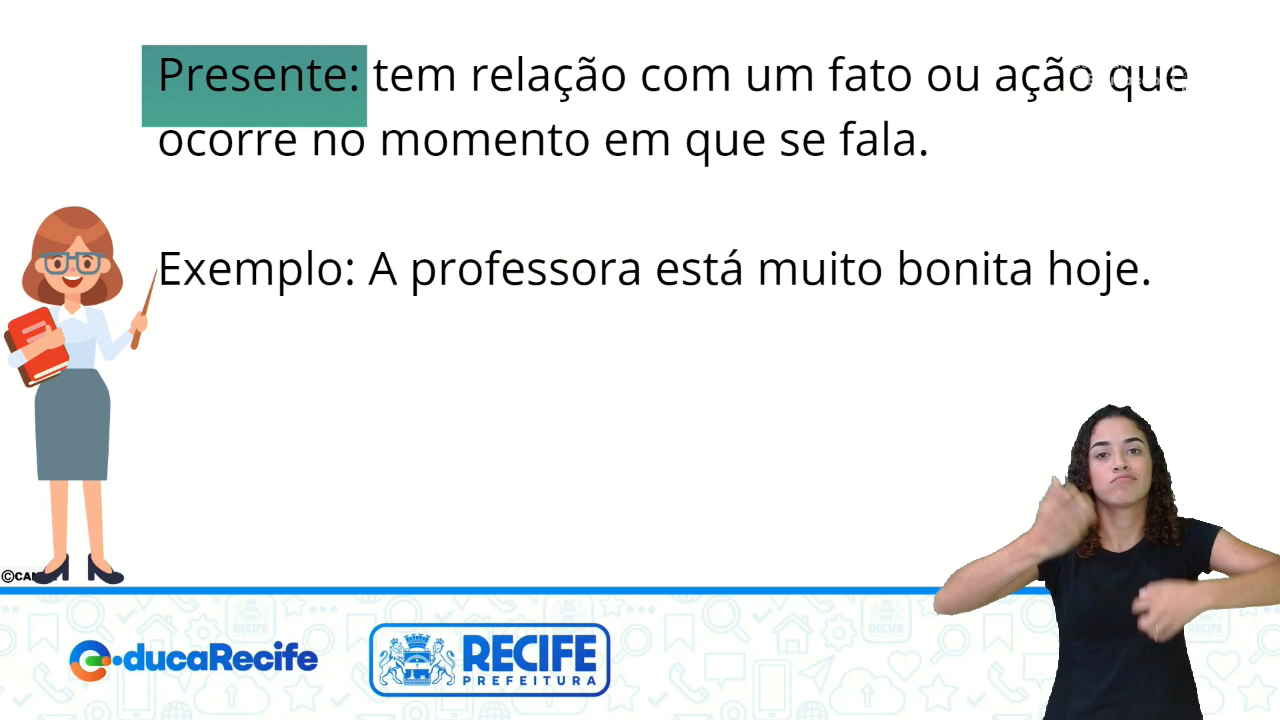 Presente: tem relação com um fato ou ação que
ocorre no momento em que se fala.
Exemplo: A professora está muito bonita hoje.
ducaRecife
RECIFE
PREFEITURA